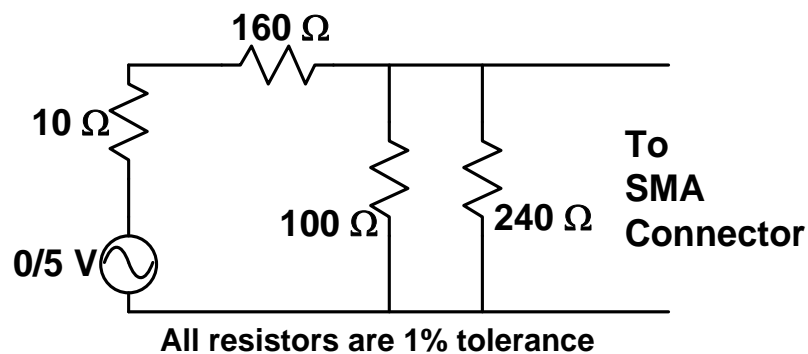 160 Ω
10 Ω
0/5 V
100 Ω
240 Ω
To
SMA
Connector
All resistors are 1% tolerance